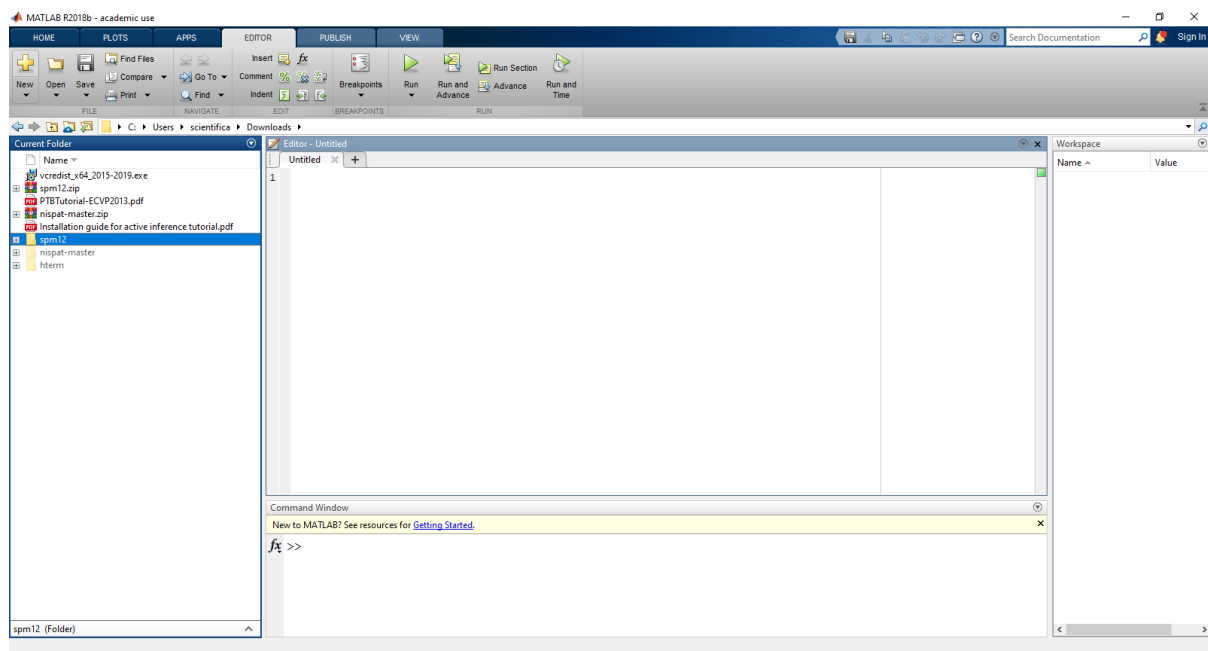 MATLAB R2018b - academic use
HOME PLOTS APPS EDITOR PUBLISH VIEW Search Documentation Sign In
New Open Save Find Files Compare Print Go To Find Insert fx Comment Indent Breakpoints Run Run and Advance Run Section Advance Run and Time
FILE NAVIGATE EDIT BREAKPOINTS RUN
C: Users scientifica Downloads
Current Folder
Name
vcredist_x64_2015-2019.exe
spm12.zip
PTBTutorial-ECVP2013.pdf
nispat-master.zip
Installation guide for active inference tutorial.pdf
spm12
nispat-master
hterm
spm12 (Folder)
Editor - Untitled
Untitled
1
Command Window
New to MATLAB? See resources for Getting Started.
fx >>
Workspace
Name Value